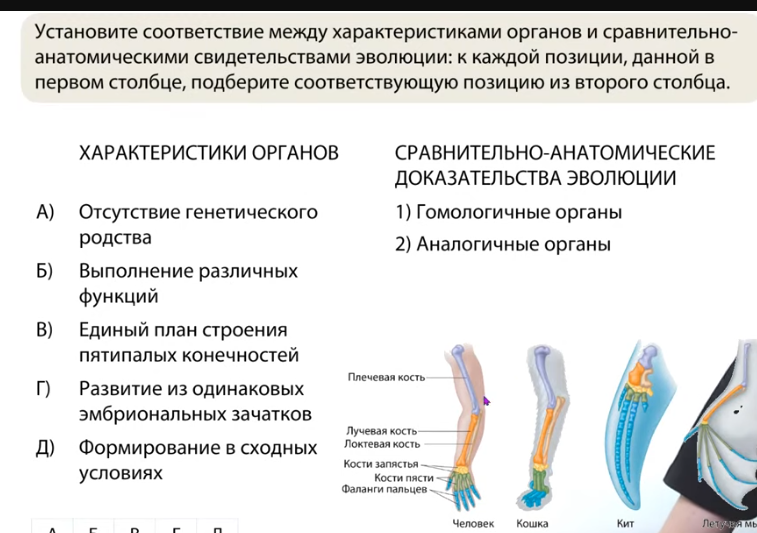 Установите соответствие между характеристиками органов и сравнительно-
анатомическими свидетельствами эволюции: к каждой позиции, данной в
первом столбце, подберите соответствующую позицию из второго столбца.
ХАРАКТЕРИСТИКИ ОРГАНОВ
А) Отсутствие генетического
родства
Б) Выполнение различных
функций
В) Единый план строения
пятипалых конечностей
Г) Развитие из одинаковых
эмбриональных зачатков
Д) Формирование в сходных
условиях
СРАВНИТЕЛЬНО-АНАТОМИЧЕСКИЕ
ДОКАЗАТЕЛЬСТВА ЭВОЛЮЦИИ
1) Гомологичные органы
2) Аналогичные органы
Плечевая кость
Лучевая кость
Локтевая кость
Кости запястья
Кости пясти
Фаланги пальцев
Человек
Кошка
Кит
Летучая